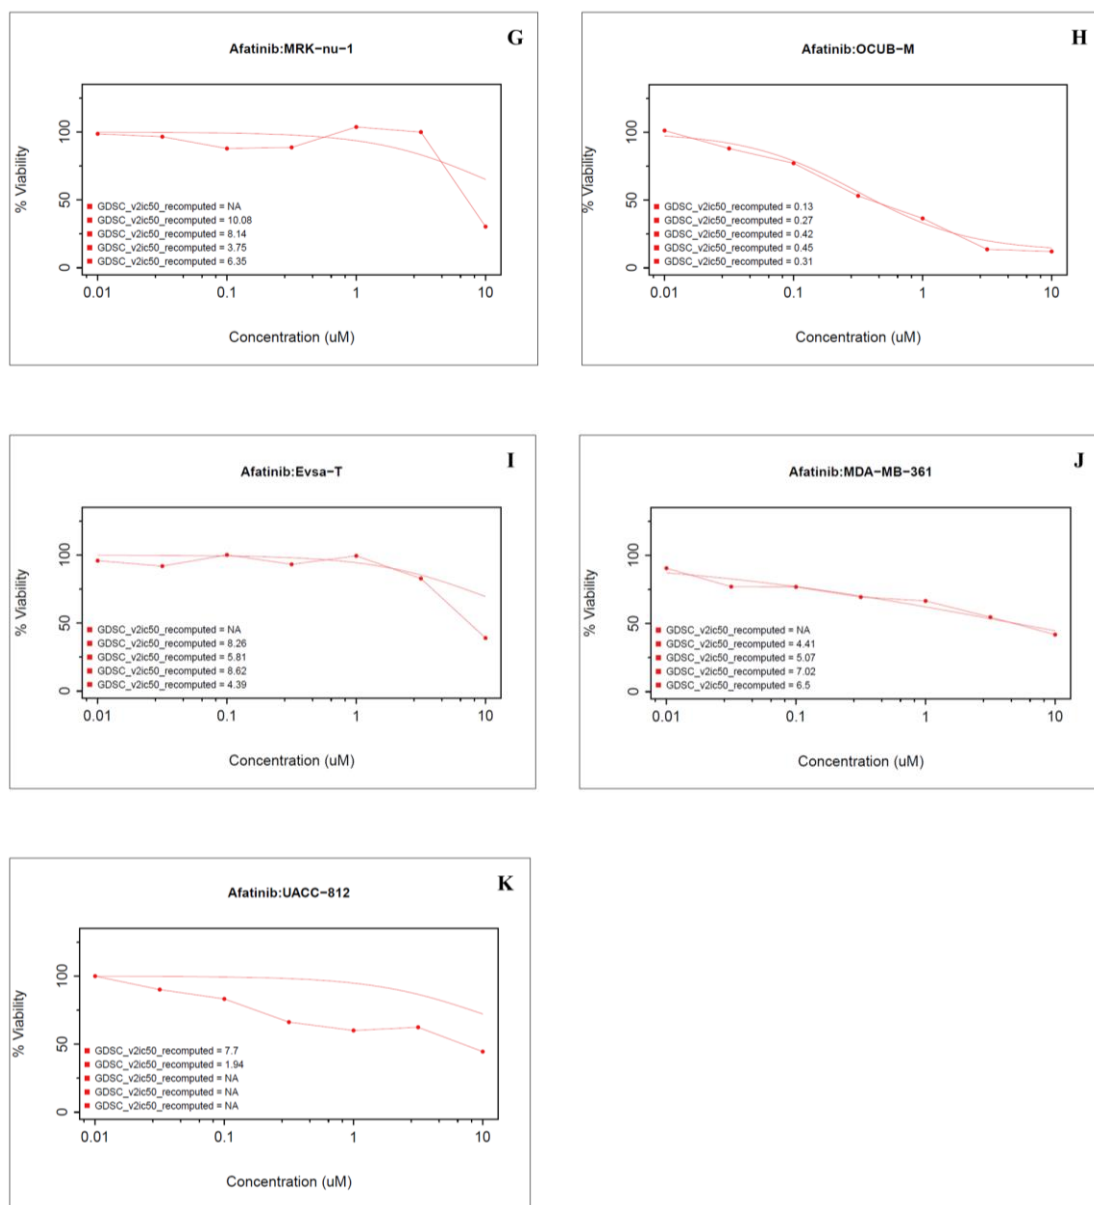 G
Afatinib:MRK−nu−1
% Viability
100
50
0
GDSC_v2ic50_recomputed = NA
GDSC_v2ic50_recomputed = 10.08
GDSC_v2ic50_recomputed = 8.14
GDSC_v2ic50_recomputed = 3.75
GDSC_v2ic50_recomputed = 6.35
0.01 0.1 1 10
Concentration (uM)
H
Afatinib:OCUB−M
% Viability
100
50
0
GDSC_v2ic50_recomputed = 0.13
GDSC_v2ic50_recomputed = 0.27
GDSC_v2ic50_recomputed = 0.42
GDSC_v2ic50_recomputed = 0.45
GDSC_v2ic50_recomputed = 0.31
0.01 0.1 1 10
Concentration (uM)
I
Afatinib:Evsa−T
% Viability
100
50
0
GDSC_v2ic50_recomputed = NA
GDSC_v2ic50_recomputed = 8.26
GDSC_v2ic50_recomputed = 5.81
GDSC_v2ic50_recomputed = 8.62
GDSC_v2ic50_recomputed = 4.39
0.01 0.1 1 10
Concentration (uM)
J
Afatinib:MDA−MB−361
% Viability
100
50
0
GDSC_v2ic50_recomputed = NA
GDSC_v2ic50_recomputed = 4.41
GDSC_v2ic50_recomputed = 5.07
GDSC_v2ic50_recomputed = 7.02
GDSC_v2ic50_recomputed = 6.5
0.01 0.1 1 10
Concentration (uM)
K
Afatinib:UACC−812
% Viability
100
50
0
GDSC_v2ic50_recomputed = 7.7
GDSC_v2ic50_recomputed = 1.94
GDSC_v2ic50_recomputed = NA
GDSC_v2ic50_recomputed = NA
GDSC_v2ic50_recomputed = NA
0.01 0.1 1 10
Concentration (uM)